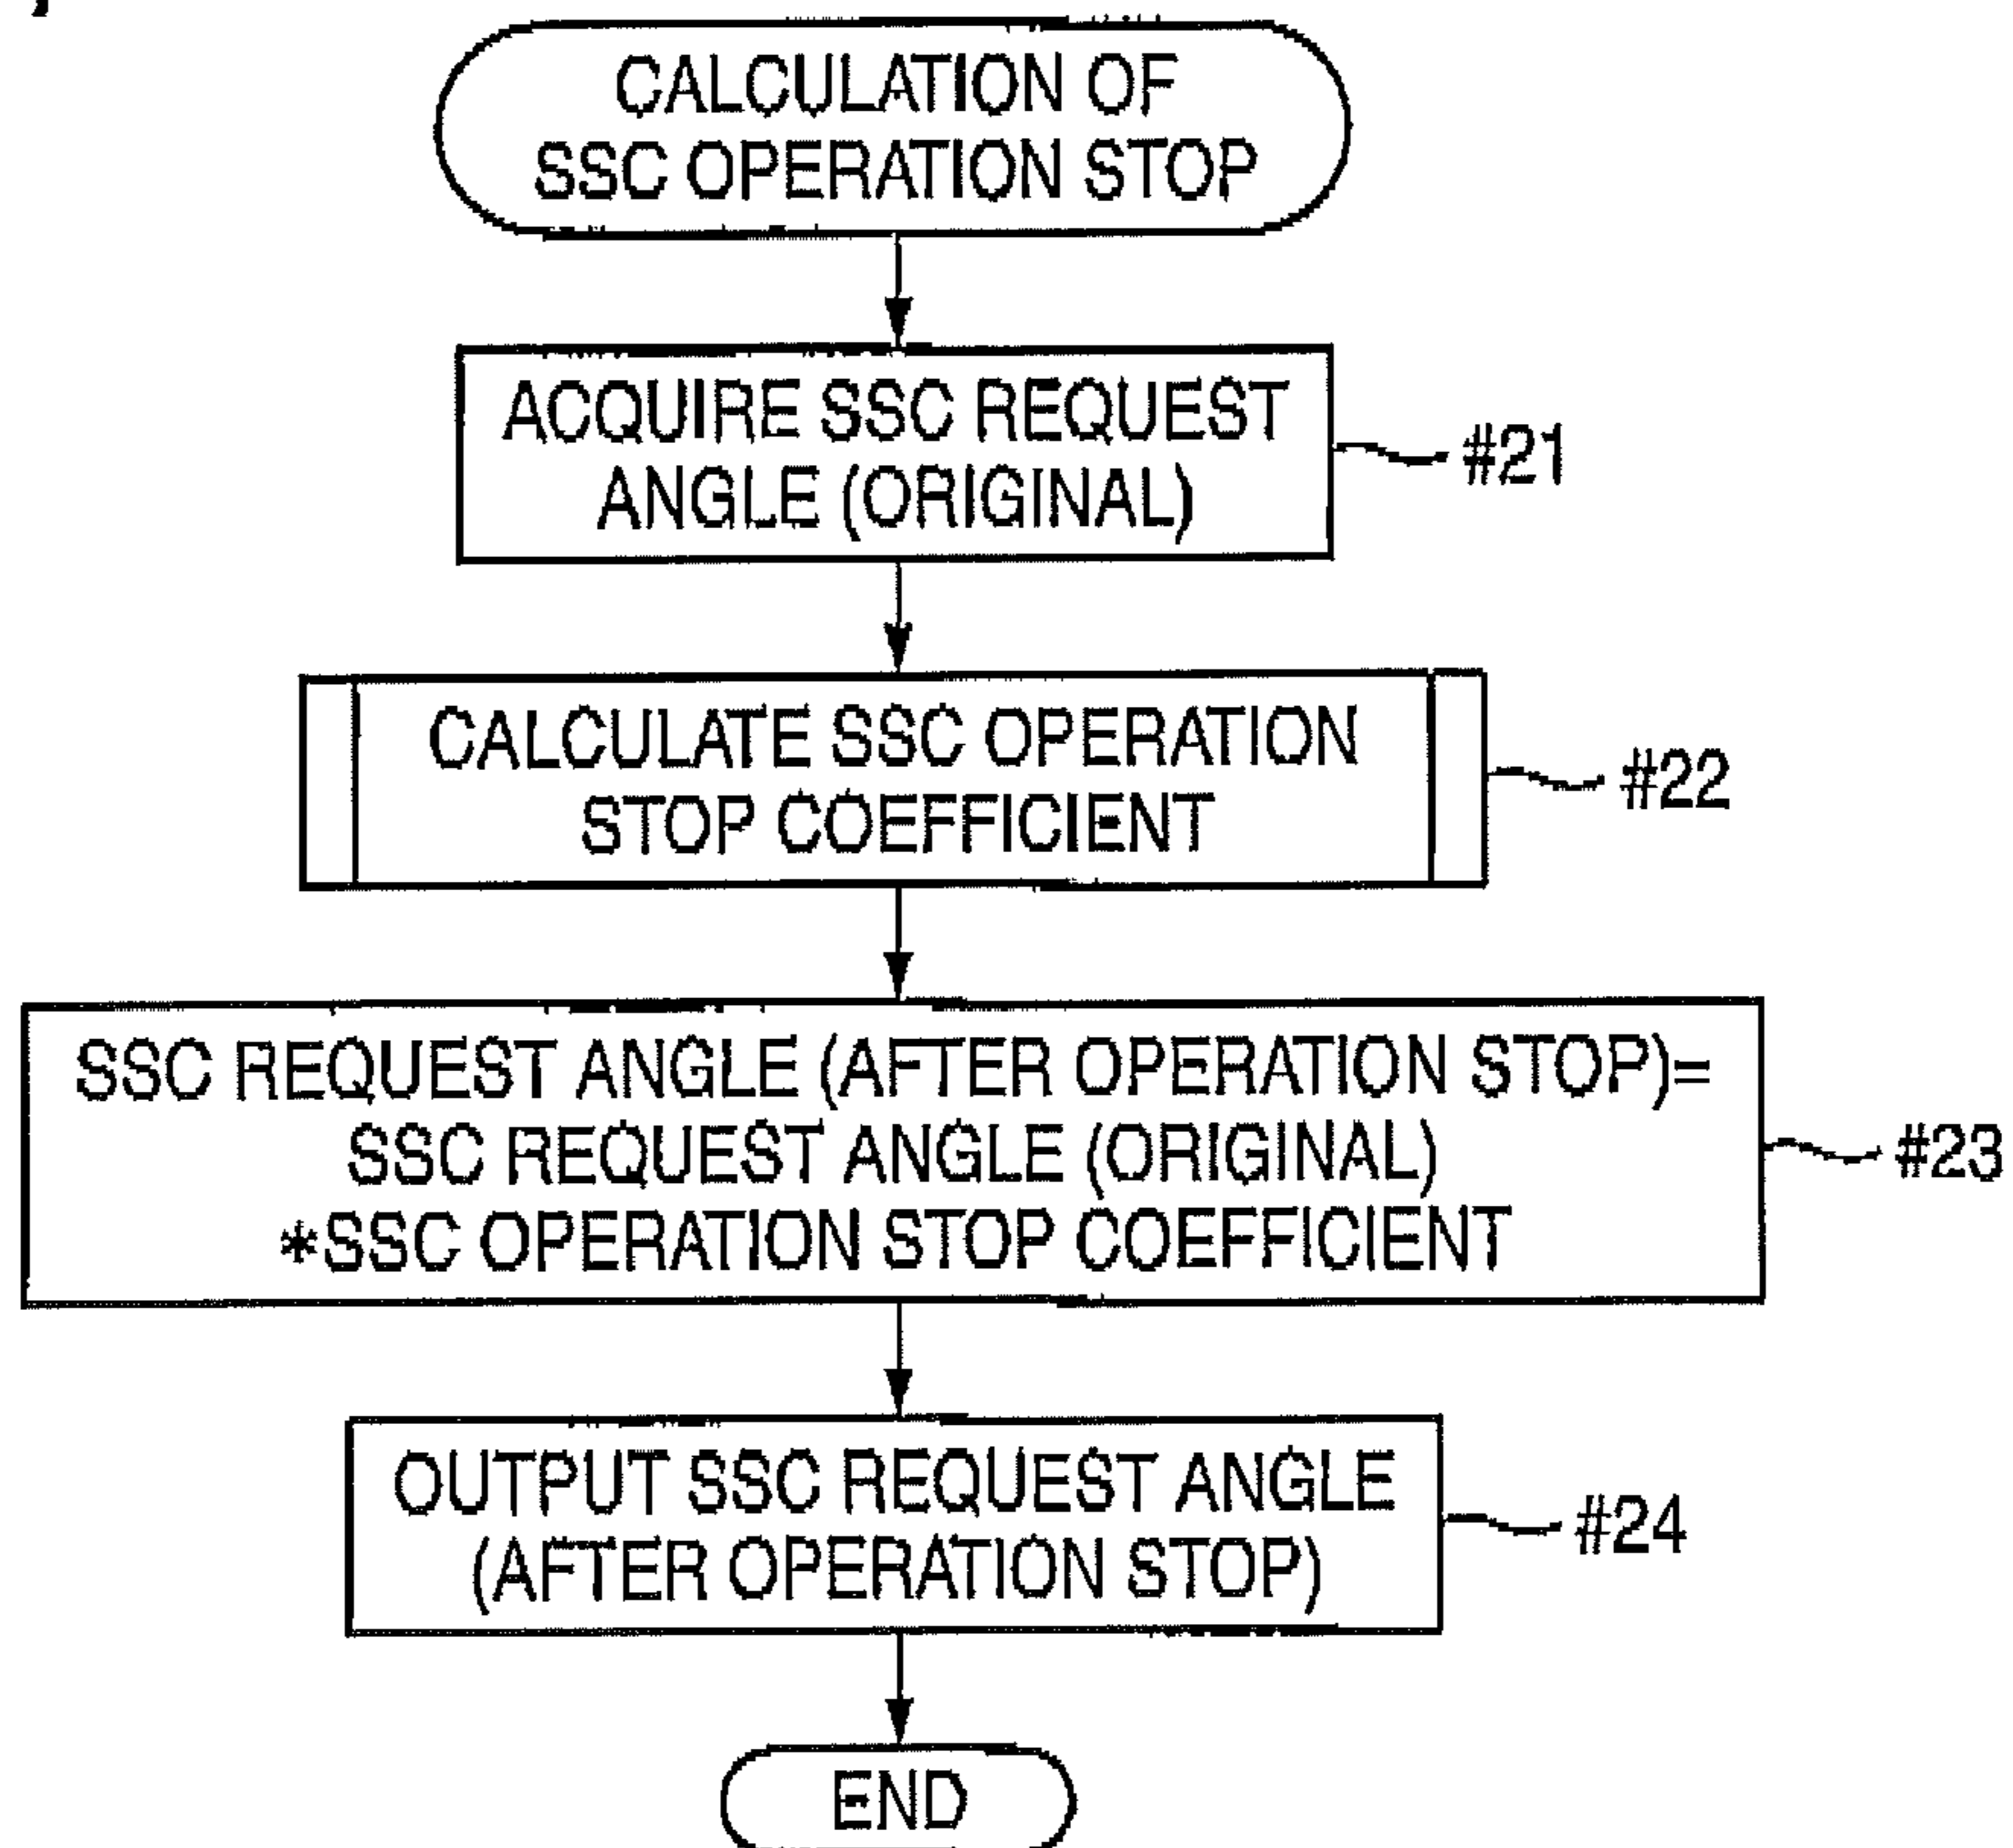 CALCULATION OF
SSC OPERATION STOP
ACQUIRE SSC REQUEST
ANGLE (ORIGINAL)
#21
CALCULATE SSC OPERATION
STOP COEFFICIENT
#22
SSC REQUEST ANGLE (AFTER OPERATION STOP)=
SSC REQUEST ANGLE (ORIGINAL)
*SSC OPERATION STOP COEFFICIENT
#23
OUTPUT SSC REQUEST ANGLE
(AFTER OPERATION STOP)
#24
END